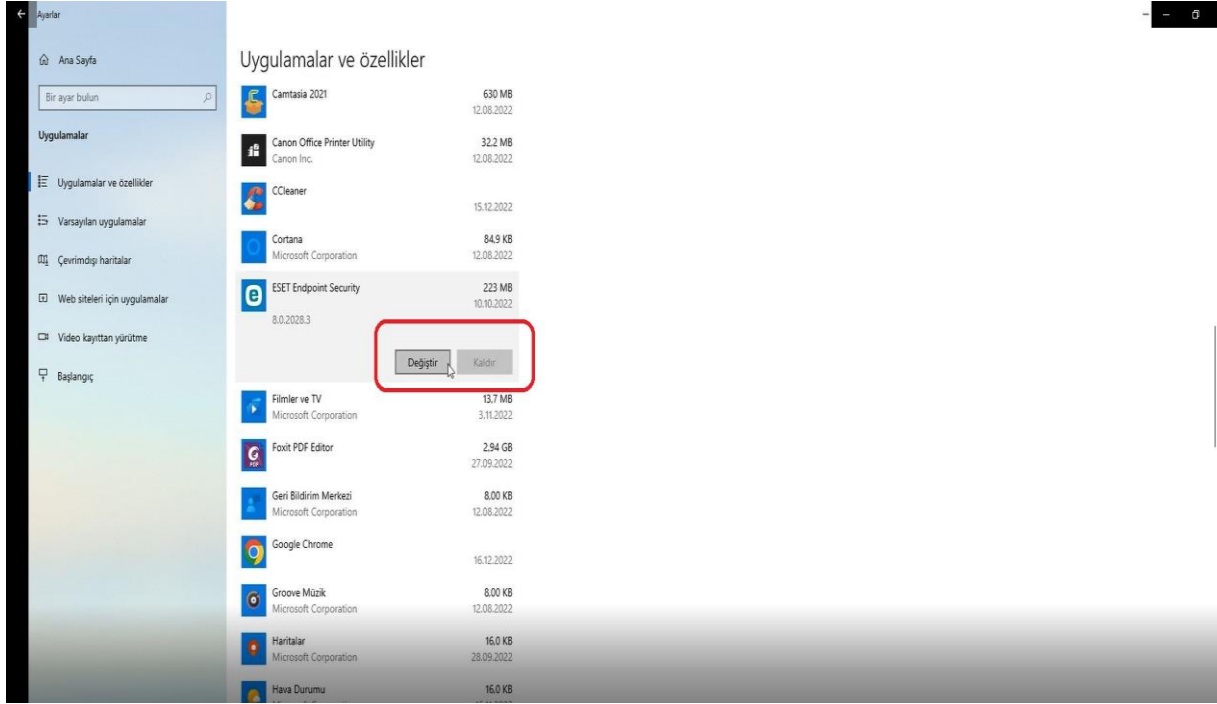 Ayarlar
Ana Sayfa
Bir ayar bulun
Uygulamalar
Uygulamalar ve özellikler
Varsayılan uygulamalar
Çevrimdışı haritalar
Web siteleri için uygulamalar
Video kayıttan yürütme
Başlangıç
Uygulamalar ve özellikler
Camtasia 2021 630 MB
12.08.2022
Canon Office Printer Utility 32,2 MB
Canon Inc. 12.08.2022
CCleaner
15.12.2022
Cortana 84,9 KB
Microsoft Corporation 12.08.2022
ESET Endpoint Security 223 MB
10.10.2022
8.0.2028.3
Değiştir Kaldır
Filmler ve TV 13,7 MB
Microsoft Corporation 3.11.2022
Foxit PDF Editor 2,94 GB
27.09.2022
Geri Bildirim Merkezi 8,00 KB
Microsoft Corporation 12.08.2022
Google Chrome
16.12.2022
Groove Müzik 8,00 KB
Microsoft Corporation 12.08.2022
Haritalar 16,0 KB
Microsoft Corporation 28.09.2022
Hava Durumu 16,0 KB